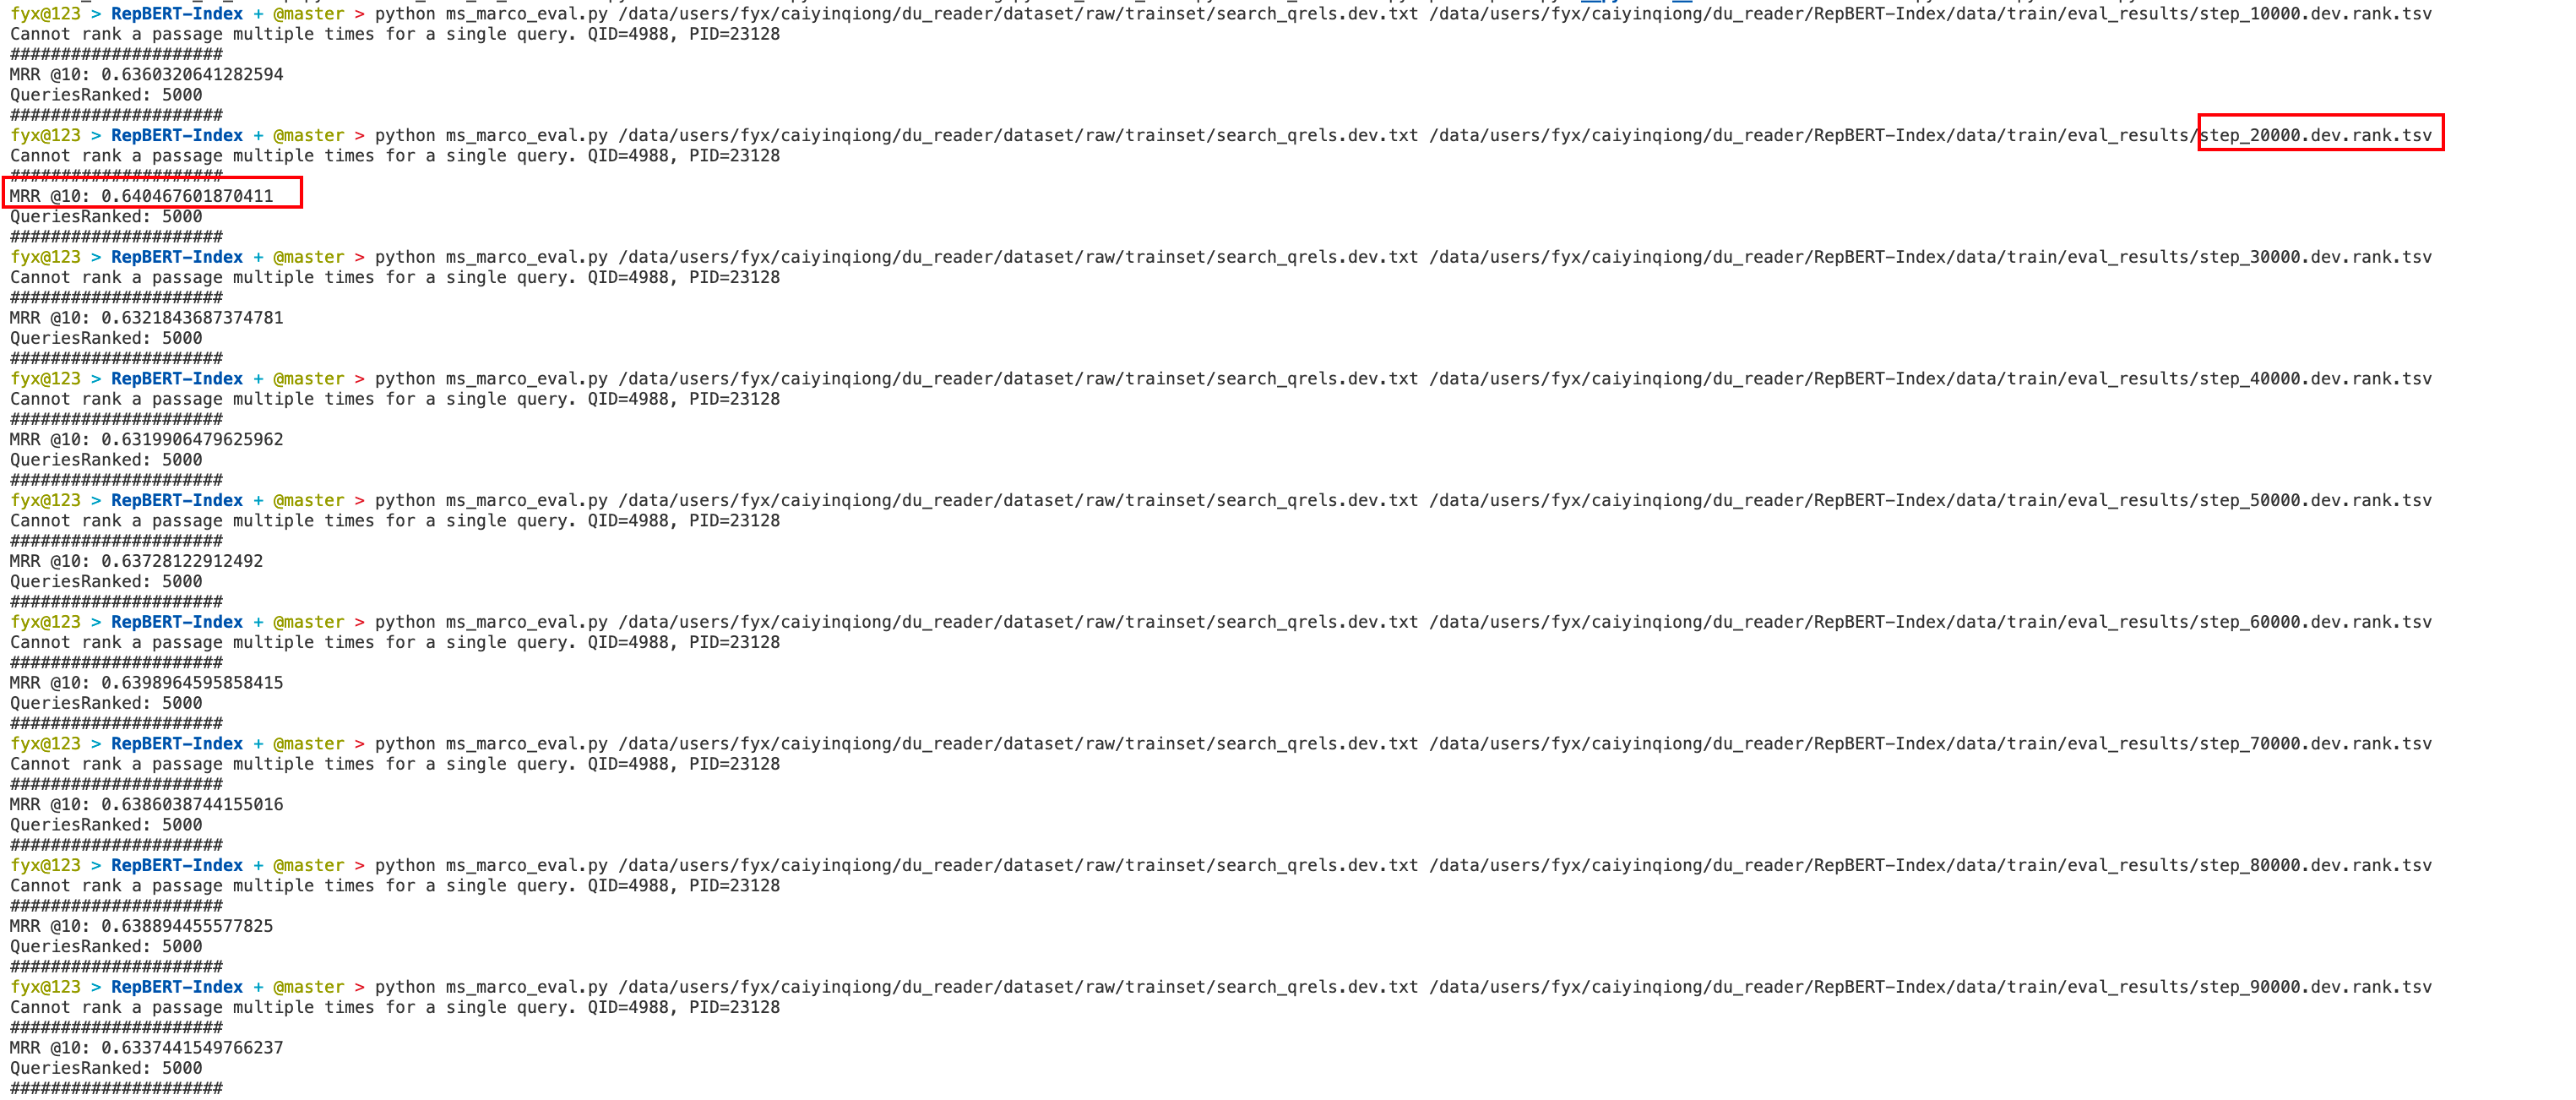 fyx@123 > RepBERT-Index + @master > python ms_marco_eval.py /data/users/fyx/caiyinqiong/du_reader/dataset/raw/trainset/search_qrels.dev.txt /data/users/fyx/caiyinqiong/du_reader/RepBERT-Index/data/train/eval_results/step_10000.dev.rank.tsv
Cannot rank a passage multiple times for a single query. QID=4988, PID=23128
#####################
MRR @10: 0.6360320641282594
QueriesRanked: 5000
#####################
fyx@123 > RepBERT-Index + @master > python ms_marco_eval.py /data/users/fyx/caiyinqiong/du_reader/dataset/raw/trainset/search_qrels.dev.txt /data/users/fyx/caiyinqiong/du_reader/RepBERT-Index/data/train/eval_results/step_20000.dev.rank.tsv
Cannot rank a passage multiple times for a single query. QID=4988, PID=23128
#####################
MRR @10: 0.640467601870411
QueriesRanked: 5000
#####################
fyx@123 > RepBERT-Index + @master > python ms_marco_eval.py /data/users/fyx/caiyinqiong/du_reader/dataset/raw/trainset/search_qrels.dev.txt /data/users/fyx/caiyinqiong/du_reader/RepBERT-Index/data/train/eval_results/step_30000.dev.rank.tsv
Cannot rank a passage multiple times for a single query. QID=4988, PID=23128
#####################
MRR @10: 0.6321843687374781
QueriesRanked: 5000
#####################
fyx@123 > RepBERT-Index + @master > python ms_marco_eval.py /data/users/fyx/caiyinqiong/du_reader/dataset/raw/trainset/search_qrels.dev.txt /data/users/fyx/caiyinqiong/du_reader/RepBERT-Index/data/train/eval_results/step_40000.dev.rank.tsv
Cannot rank a passage multiple times for a single query. QID=4988, PID=23128
#####################
MRR @10: 0.6319906479625962
QueriesRanked: 5000
#####################
fyx@123 > RepBERT-Index + @master > python ms_marco_eval.py /data/users/fyx/caiyinqiong/du_reader/dataset/raw/trainset/search_qrels.dev.txt /data/users/fyx/caiyinqiong/du_reader/RepBERT-Index/data/train/eval_results/step_50000.dev.rank.tsv
Cannot rank a passage multiple times for a single query. QID=4988, PID=23128
#####################
MRR @10: 0.63728122912492
QueriesRanked: 5000
#####################
fyx@123 > RepBERT-Index + @master > python ms_marco_eval.py /data/users/fyx/caiyinqiong/du_reader/dataset/raw/trainset/search_qrels.dev.txt /data/users/fyx/caiyinqiong/du_reader/RepBERT-Index/data/train/eval_results/step_60000.dev.rank.tsv
Cannot rank a passage multiple times for a single query. QID=4988, PID=23128
#####################
MRR @10: 0.6398964595858415
QueriesRanked: 5000
#####################
fyx@123 > RepBERT-Index + @master > python ms_marco_eval.py /data/users/fyx/caiyinqiong/du_reader/dataset/raw/trainset/search_qrels.dev.txt /data/users/fyx/caiyinqiong/du_reader/RepBERT-Index/data/train/eval_results/step_70000.dev.rank.tsv
Cannot rank a passage multiple times for a single query. QID=4988, PID=23128
#####################
MRR @10: 0.6386038744155016
QueriesRanked: 5000
#####################
fyx@123 > RepBERT-Index + @master > python ms_marco_eval.py /data/users/fyx/caiyinqiong/du_reader/dataset/raw/trainset/search_qrels.dev.txt /data/users/fyx/caiyinqiong/du_reader/RepBERT-Index/data/train/eval_results/step_80000.dev.rank.tsv
Cannot rank a passage multiple times for a single query. QID=4988, PID=23128
#####################
MRR @10: 0.638894455577825
QueriesRanked: 5000
#####################
fyx@123 > RepBERT-Index + @master > python ms_marco_eval.py /data/users/fyx/caiyinqiong/du_reader/dataset/raw/trainset/search_qrels.dev.txt /data/users/fyx/caiyinqiong/du_reader/RepBERT-Index/data/train/eval_results/step_90000.dev.rank.tsv
Cannot rank a passage multiple times for a single query. QID=4988, PID=23128
#####################
MRR @10: 0.6337441549766237
QueriesRanked: 5000
#####################